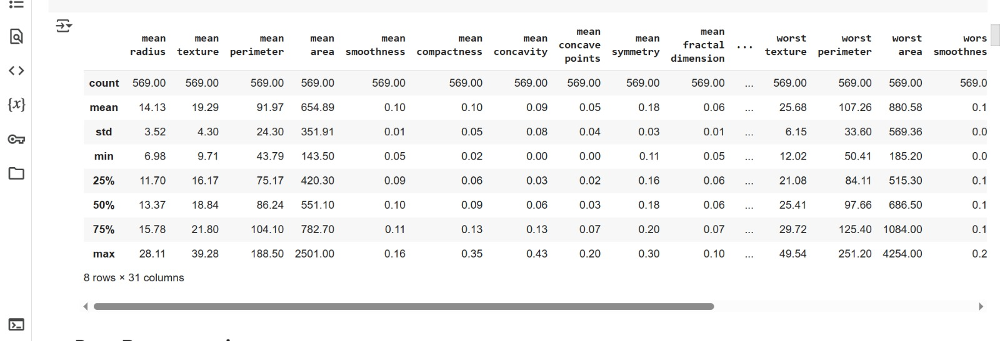 mean radius mean texture mean perimeter mean area mean smoothness mean compactness mean concavity mean concave points mean symmetry mean fractal dimension ... worst texture worst perimeter worst area wors smoothnes
count 569.00 569.00 569.00 569.00 569.00 569.00 569.00 569.00 569.00 569.00 ... 569.00 569.00 569.00 569.0
mean 14.13 19.29 91.97 654.89 0.10 0.10 0.09 0.05 0.18 0.06 ... 25.68 107.26 880.58 0.1
std 3.52 4.30 24.30 351.91 0.01 0.05 0.08 0.04 0.03 0.01 ... 6.15 33.60 569.36 0.0
min 6.98 9.71 43.79 143.50 0.05 0.02 0.00 0.00 0.11 0.05 ... 12.02 50.41 185.20 0.0
25% 11.70 16.17 75.17 420.30 0.09 0.06 0.03 0.02 0.16 0.06 ... 21.08 84.11 515.30 0.1
50% 13.37 18.84 86.24 551.10 0.10 0.09 0.06 0.03 0.18 0.06 ... 25.41 97.66 686.50 0.1
75% 15.78 21.80 104.10 782.70 0.11 0.13 0.13 0.07 0.20 0.07 ... 29.72 125.40 1084.00 0.1
max 28.11 39.28 188.50 2501.00 0.16 0.35 0.43 0.20 0.30 0.10 ... 49.54 251.20 4254.00 0.2
8 rows × 31 columns
{x}